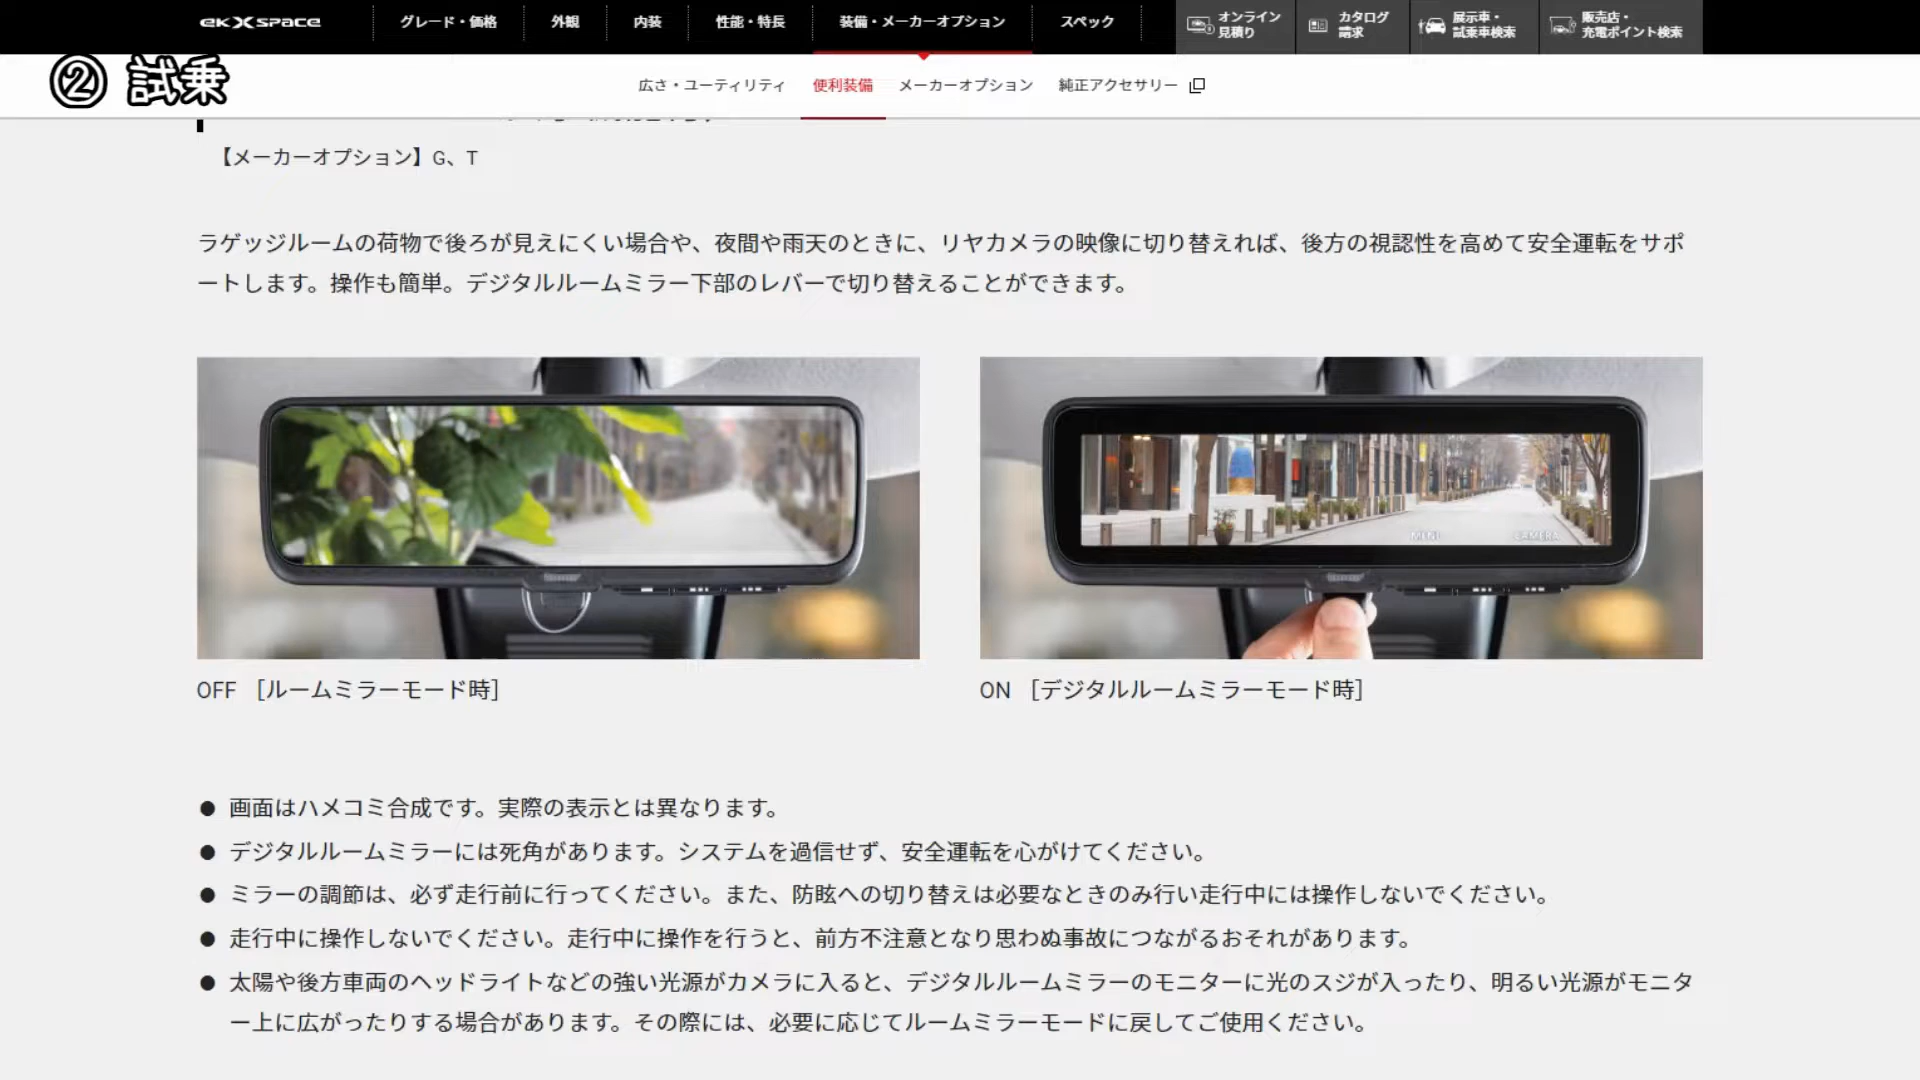 eK X SPACE
グレード・価格
外観
内装
性能・特長
装備・メーカーオプション
スペック
オンライン
見積り
カタログ
請求
展示車・
試乗車検索
販売店・
充電ポイント検索
② 試乗
広さ・ユーティリティ
便利装備
メーカーオプション
純正アクセサリー
【メーカーオプション】G、T
ラゲッジルームの荷物で後ろが見えにくい場合や、夜間や雨天のときに、リヤカメラの映像に切り替えれば、後方の視認性を高めて安全運転をサポ
ートします。操作も簡単。デジタルルームミラー下部のレバーで切り替えることができます。
MENU
CAMERA
OFF ［ルームミラーモード時］
ON ［デジタルルームミラーモード時］
● 画面はハメコミ合成です。実際の表示とは異なります。
● デジタルルームミラーには死角があります。システムを過信せず、安全運転を心がけてください。
● ミラーの調節は、必ず走行前に行ってください。また、防眩への切り替えは必要なときのみ行い走行中には操作しないでください。
● 走行中に操作しないでください。走行中に操作を行うと、前方不注意となり思わぬ事故につながるおそれがあります。
● 太陽や後方車両のヘッドライトなどの強い光源がカメラに入ると、デジタルルームミラーのモニターに光のスジが入ったり、明るい光源がモニタ
ー上に広がったりする場合があります。その際には、必要に応じてルームミラーモードに戻してご使用ください。